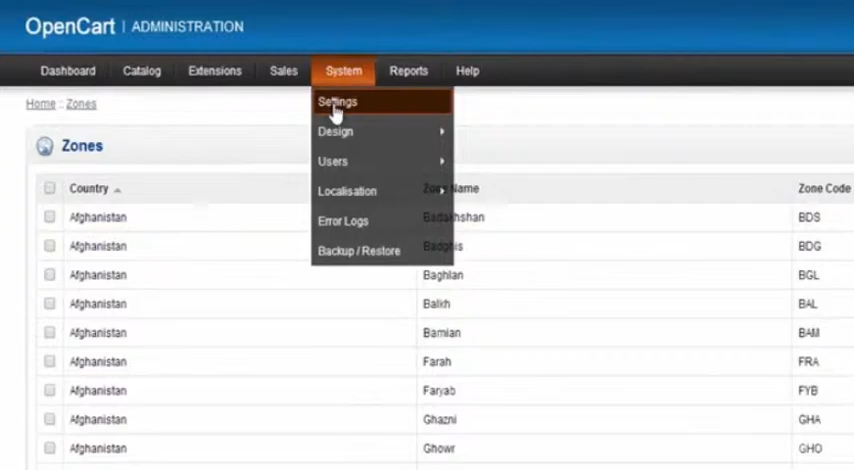 OpenCart | ADMINISTRATION
Dashboard Catalog Extensions Sales System Reports Help
Home :: Zones
Settings
Design
Users
Localisation
Error Logs
Backup / Restore
Zones
Country Zone Name Zone Code
Afghanistan Badakhshan BDS
Afghanistan Badghis BDG
Afghanistan Baghlan BGL
Afghanistan Balkh BAL
Afghanistan Bamian BAM
Afghanistan Farah FRA
Afghanistan Faryab FYB
Afghanistan Ghazni GHA
Afghanistan Ghowr GHO